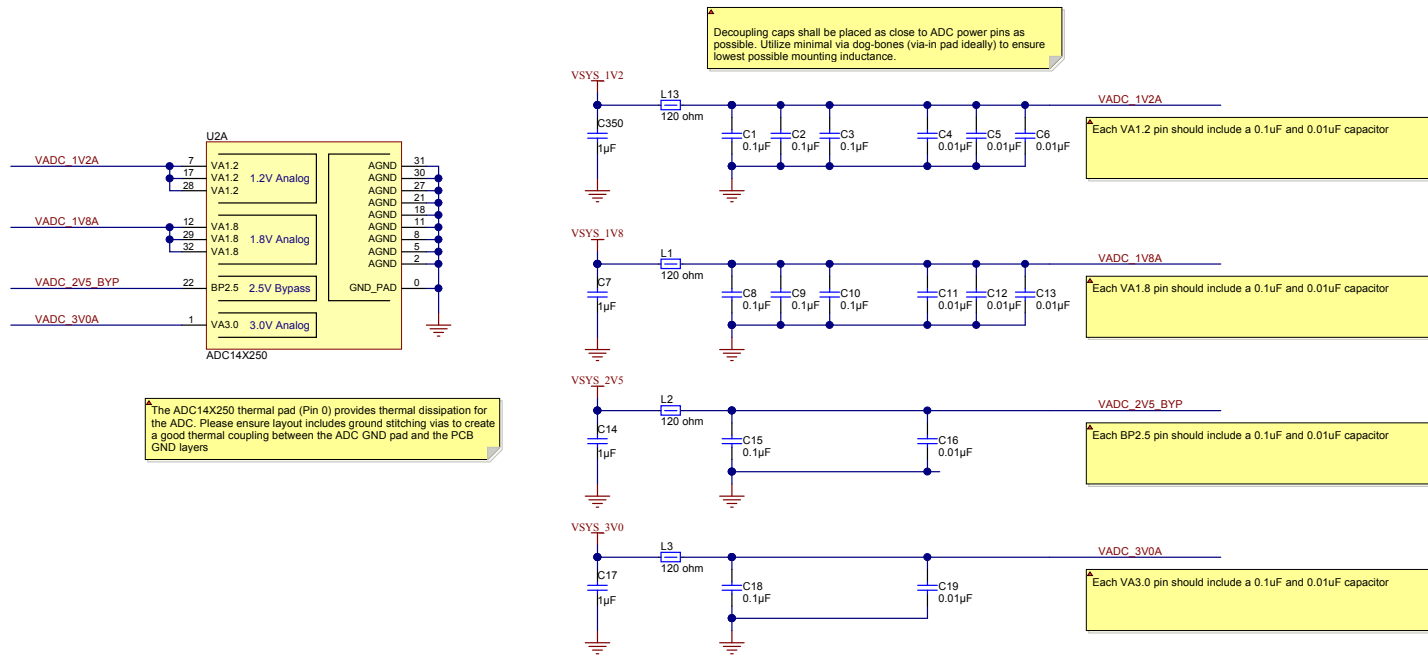 Decoupling caps shall be placed as close to ADC power pins as
possible. Utilize minimal via dog-bones (via-in pad ideally) to ensure
lowest possible mounting inductance.
U2A
VADC_1V2A
7 VA1.2
17 VA1.2
28 VA1.2
1.2V Analog
VADC_1V8A
12 VA1.8
29 VA1.8
32 VA1.8
1.8V Analog
VADC_2V5_BYP
22 BP2.5
2.5V Bypass
VADC_3V0A
1 VA3.0
3.0V Analog
AGND 31
AGND 30
AGND 27
AGND 21
AGND 18
AGND 11
AGND 8
AGND 5
AGND 2
GND_PAD 0
ADC14X250
The ADC14X250 thermal pad (Pin 0) provides thermal dissipation for
the ADC. Please ensure layout includes ground stitching vias to create
a good thermal coupling between the ADC GND pad and the PCB
GND layers
VSYS_1V2
L13
120 ohm
VADC_1V2A
C350
1µF
C1
0.1µF
C2
0.1µF
C3
0.1µF
C4
0.01µF
C5
0.01µF
C6
0.01µF
Each VA1.2 pin should include a 0.1uF and 0.01uF capacitor
VSYS_1V8
L1
120 ohm
VADC_1V8A
C7
1µF
C8
0.1µF
C9
0.1µF
C10
0.1µF
C11
0.01µF
C12
0.01µF
C13
0.01µF
Each VA1.8 pin should include a 0.1uF and 0.01uF capacitor
VSYS_2V5
L2
120 ohm
VADC_2V5_BYP
C14
1µF
C15
0.1µF
C16
0.01µF
Each BP2.5 pin should include a 0.1uF and 0.01uF capacitor
VSYS_3V0
L3
120 ohm
VADC_3V0A
C17
1µF
C18
0.1µF
C19
0.01µF
Each VA3.0 pin should include a 0.1uF and 0.01uF capacitor